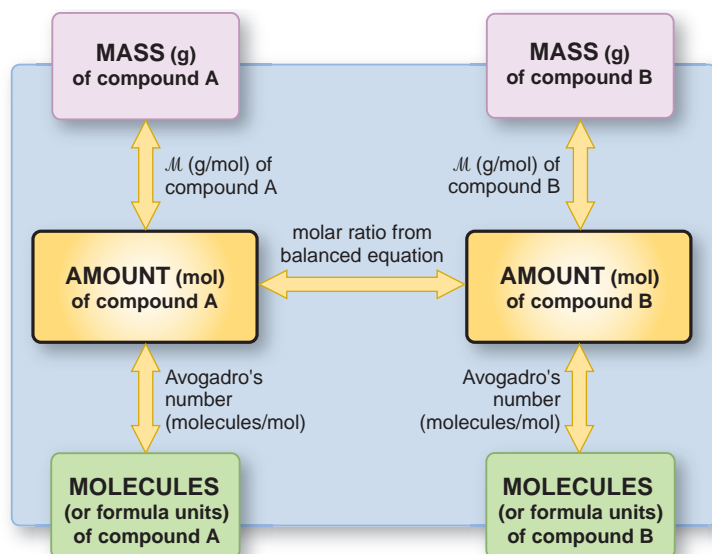 MASS (g)
of compound A
MASS (g)
of compound B
ℳ (g/mol) of
compound A
ℳ (g/mol) of
compound B
AMOUNT (mol)
of compound A
molar ratio from
balanced equation
AMOUNT (mol)
of compound B
Avogadro's
number
(molecules/mol)
Avogadro's
number
(molecules/mol)
MOLECULES
(or formula units)
of compound A
MOLECULES
(or formula units)
of compound B